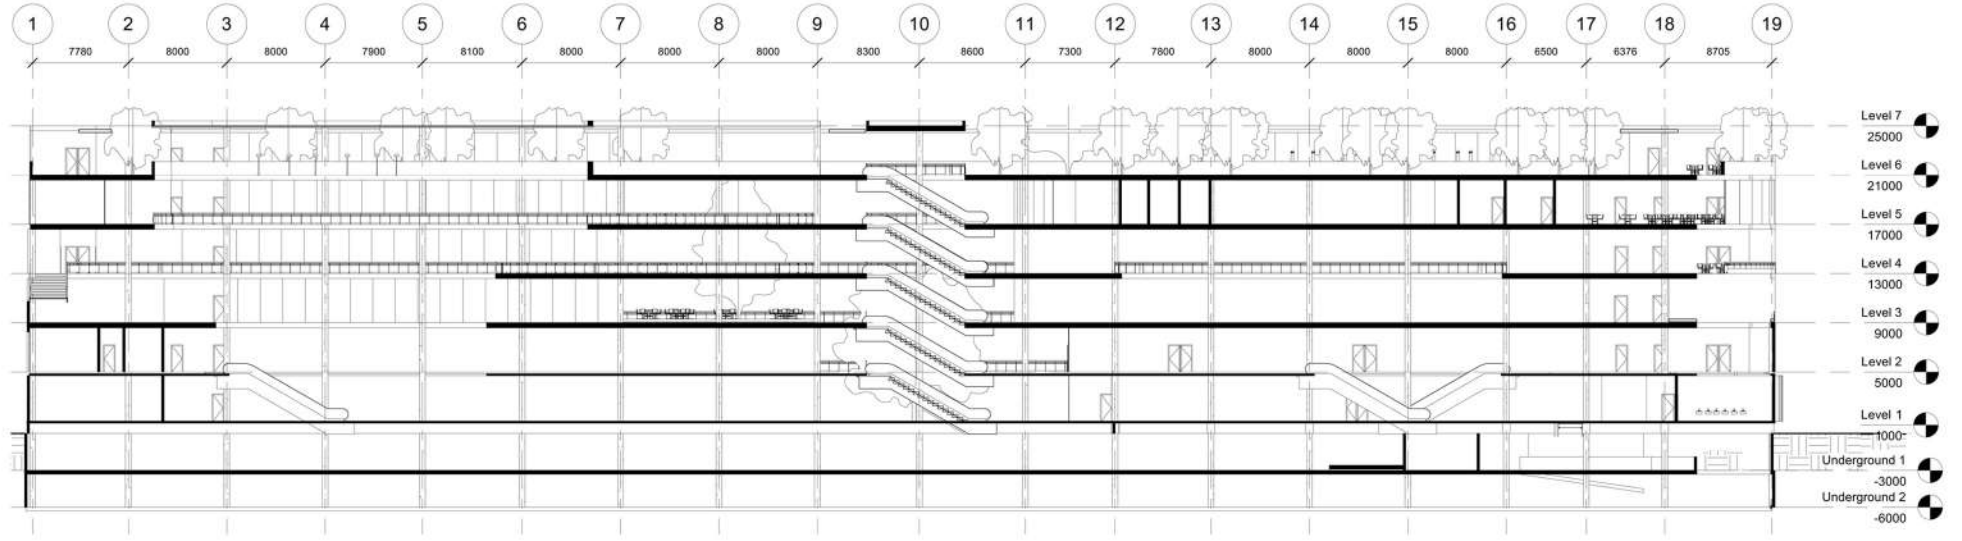 1 2 3 4 5 6 7 8 9 10 11 12 13 14 15 16 17 18 19
7780 8000 8000 7900 8100 8000 8000 8000 8300 8600 7300 7800 8000 8000 8000 6500 6376 8705
Level 7
25000
Level 6
21000
Level 5
17000
Level 4
13000
Level 3
9000
Level 2
5000
Level 1
1000
Underground 1
-3000
Underground 2
-6000